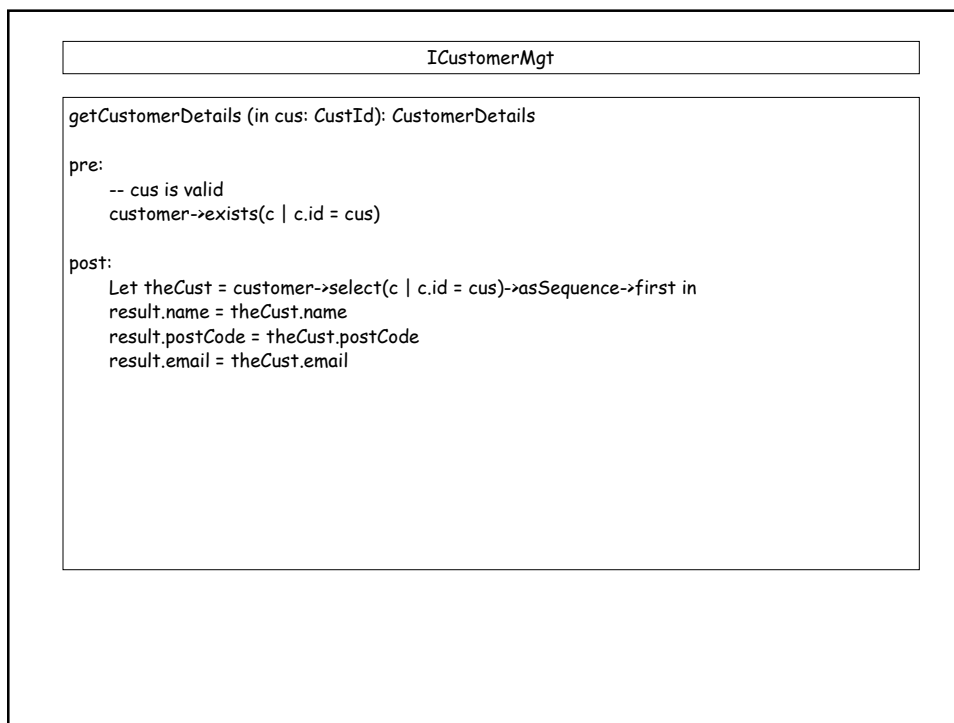 ICustomerMgt
getCustomerDetails (in cus: CustId): CustomerDetails
pre:
-- cus is valid
customer->exists(c | c.id = cus)
post:
Let theCust = customer->select(c | c.id = cus)->asSequence->first in
result.name = theCust.name
result.postCode = theCust.postCode
result.email = theCust.email